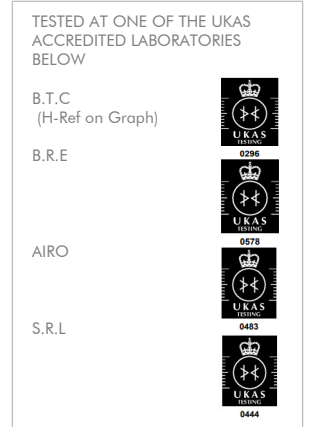 TESTED AT ONE OF THE UKAS
ACCREDITED LABORATORIES
BELOW
B.T.C
(H-Ref on Graph)
UKAS
TESTING
0296
B.R.E
UKAS
TESTING
0578
AIRO
UKAS
TESTING
0483
S.R.L
UKAS
TESTING
0444